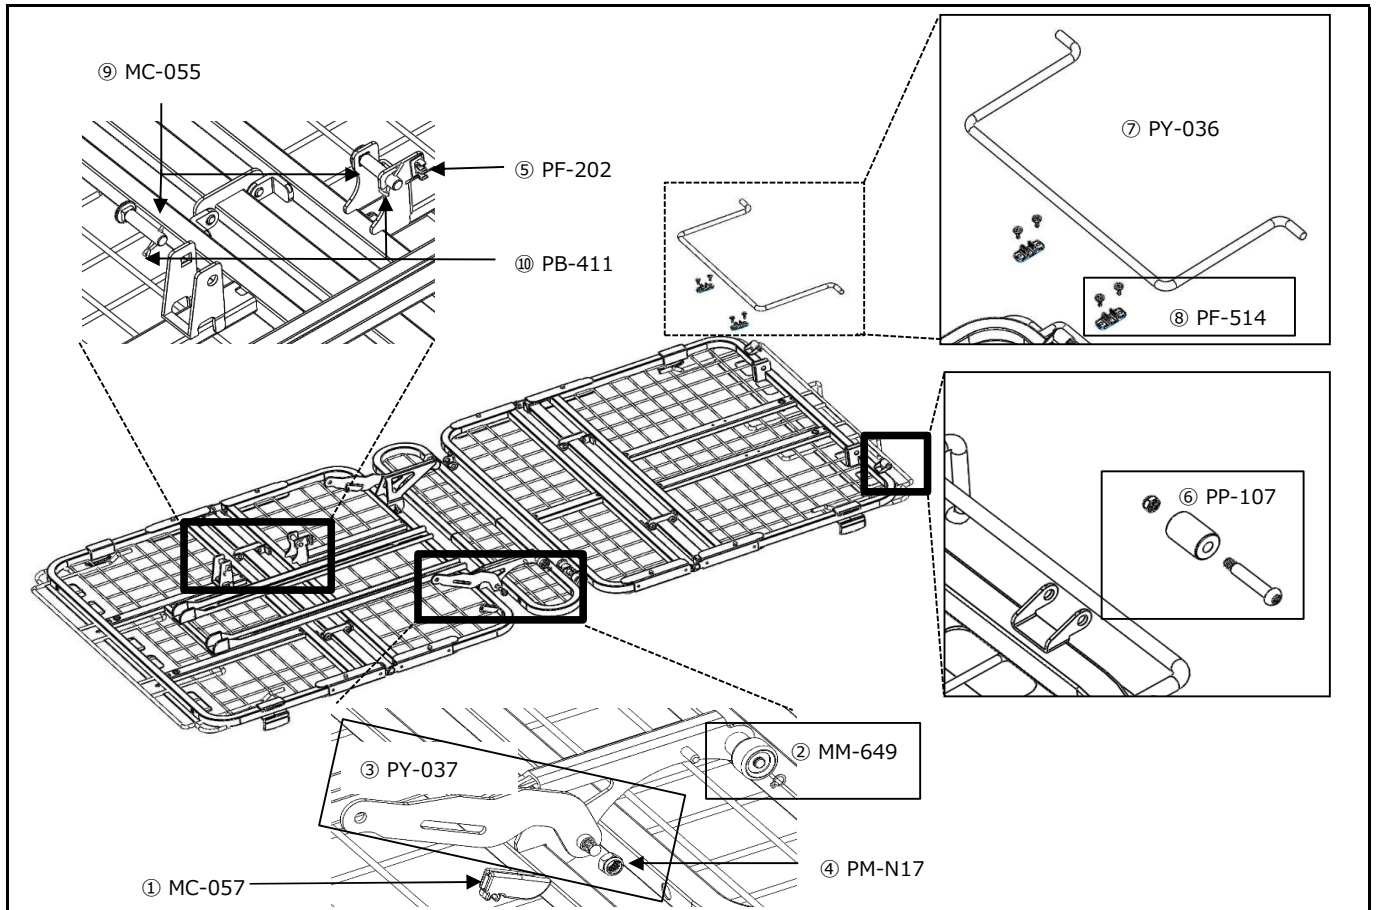 ⑨ MC-055
⑦ PY-036
⑤ PF-202
⑩ PB-411
⑧ PF-514
⑥ PP-107
② MM-649
③ PY-037
④ PM-N17
① MC-057